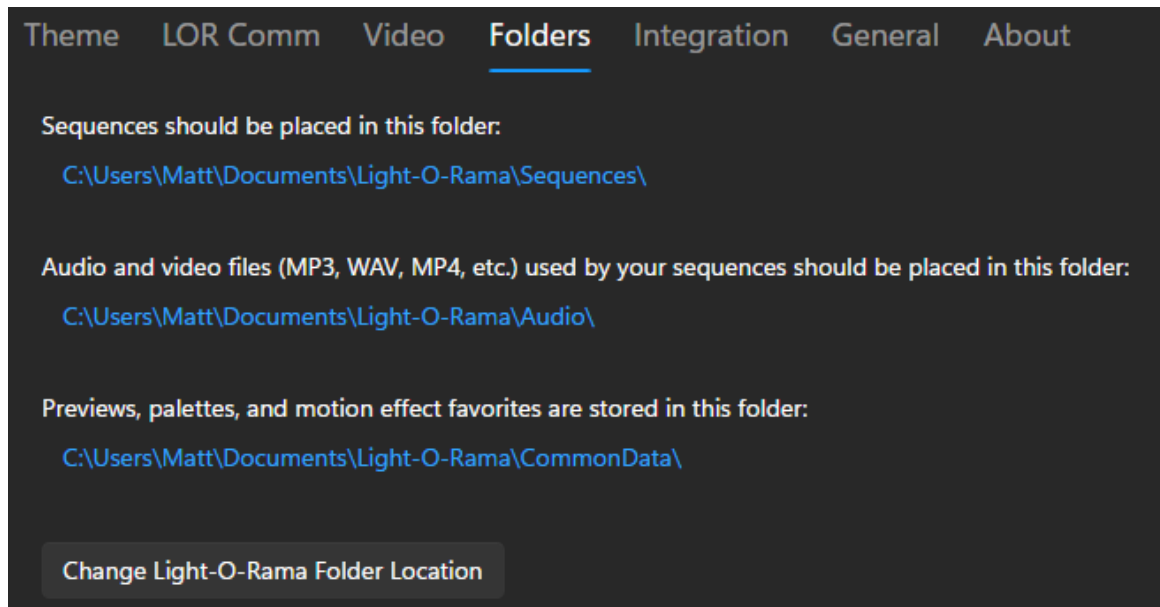 Theme LOR Comm Video Folders Integration General About
Sequences should be placed in this folder:
C:\Users\Matt\Documents\Light-O-Rama\Sequences\
Audio and video files (MP3, WAV, MP4, etc.) used by your sequences should be placed in this folder:
C:\Users\Matt\Documents\Light-O-Rama\Audio\
Previews, palettes, and motion effect favorites are stored in this folder:
C:\Users\Matt\Documents\Light-O-Rama\CommonData\
Change Light-O-Rama Folder Location